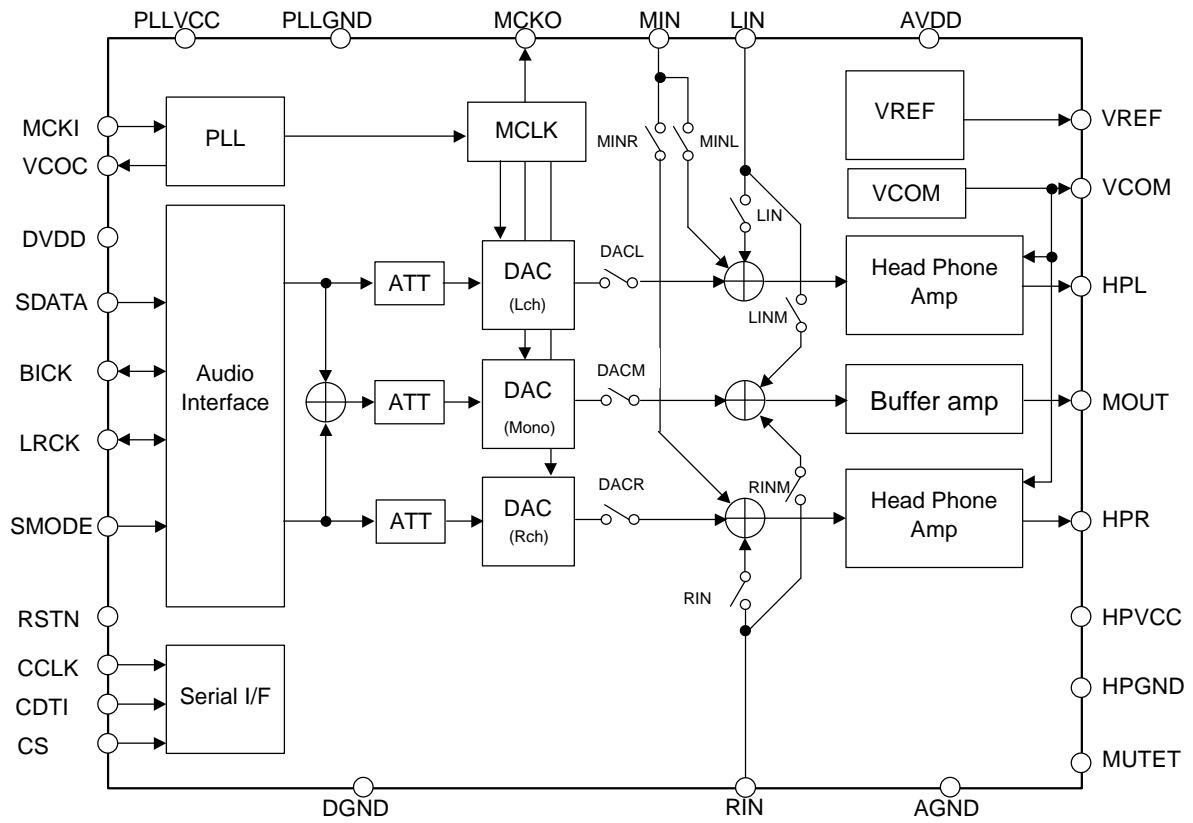 PLLVCC
PLLGND
MCKO
MIN
LIN
AVDD
MCKI
VCOC
PLL
MCLK
MINR
MINL
VREF
VREF
VCOM
VCOM
DVDD
LIN
SDATA
ATT
DAC
(Lch)
DACL
Head Phone
Amp
HPL
LINM
BICK
Audio
Interface
ATT
DAC
(Mono)
DACM
Buffer amp
MOUT
LRCK
SMODE
ATT
DAC
(Rch)
DACR
RINM
Head Phone
Amp
HPR
RIN
RSTN
HPVCC
CCLK
CDTI
CS
Serial I/F
HPGND
MUTET
DGND
RIN
AGND